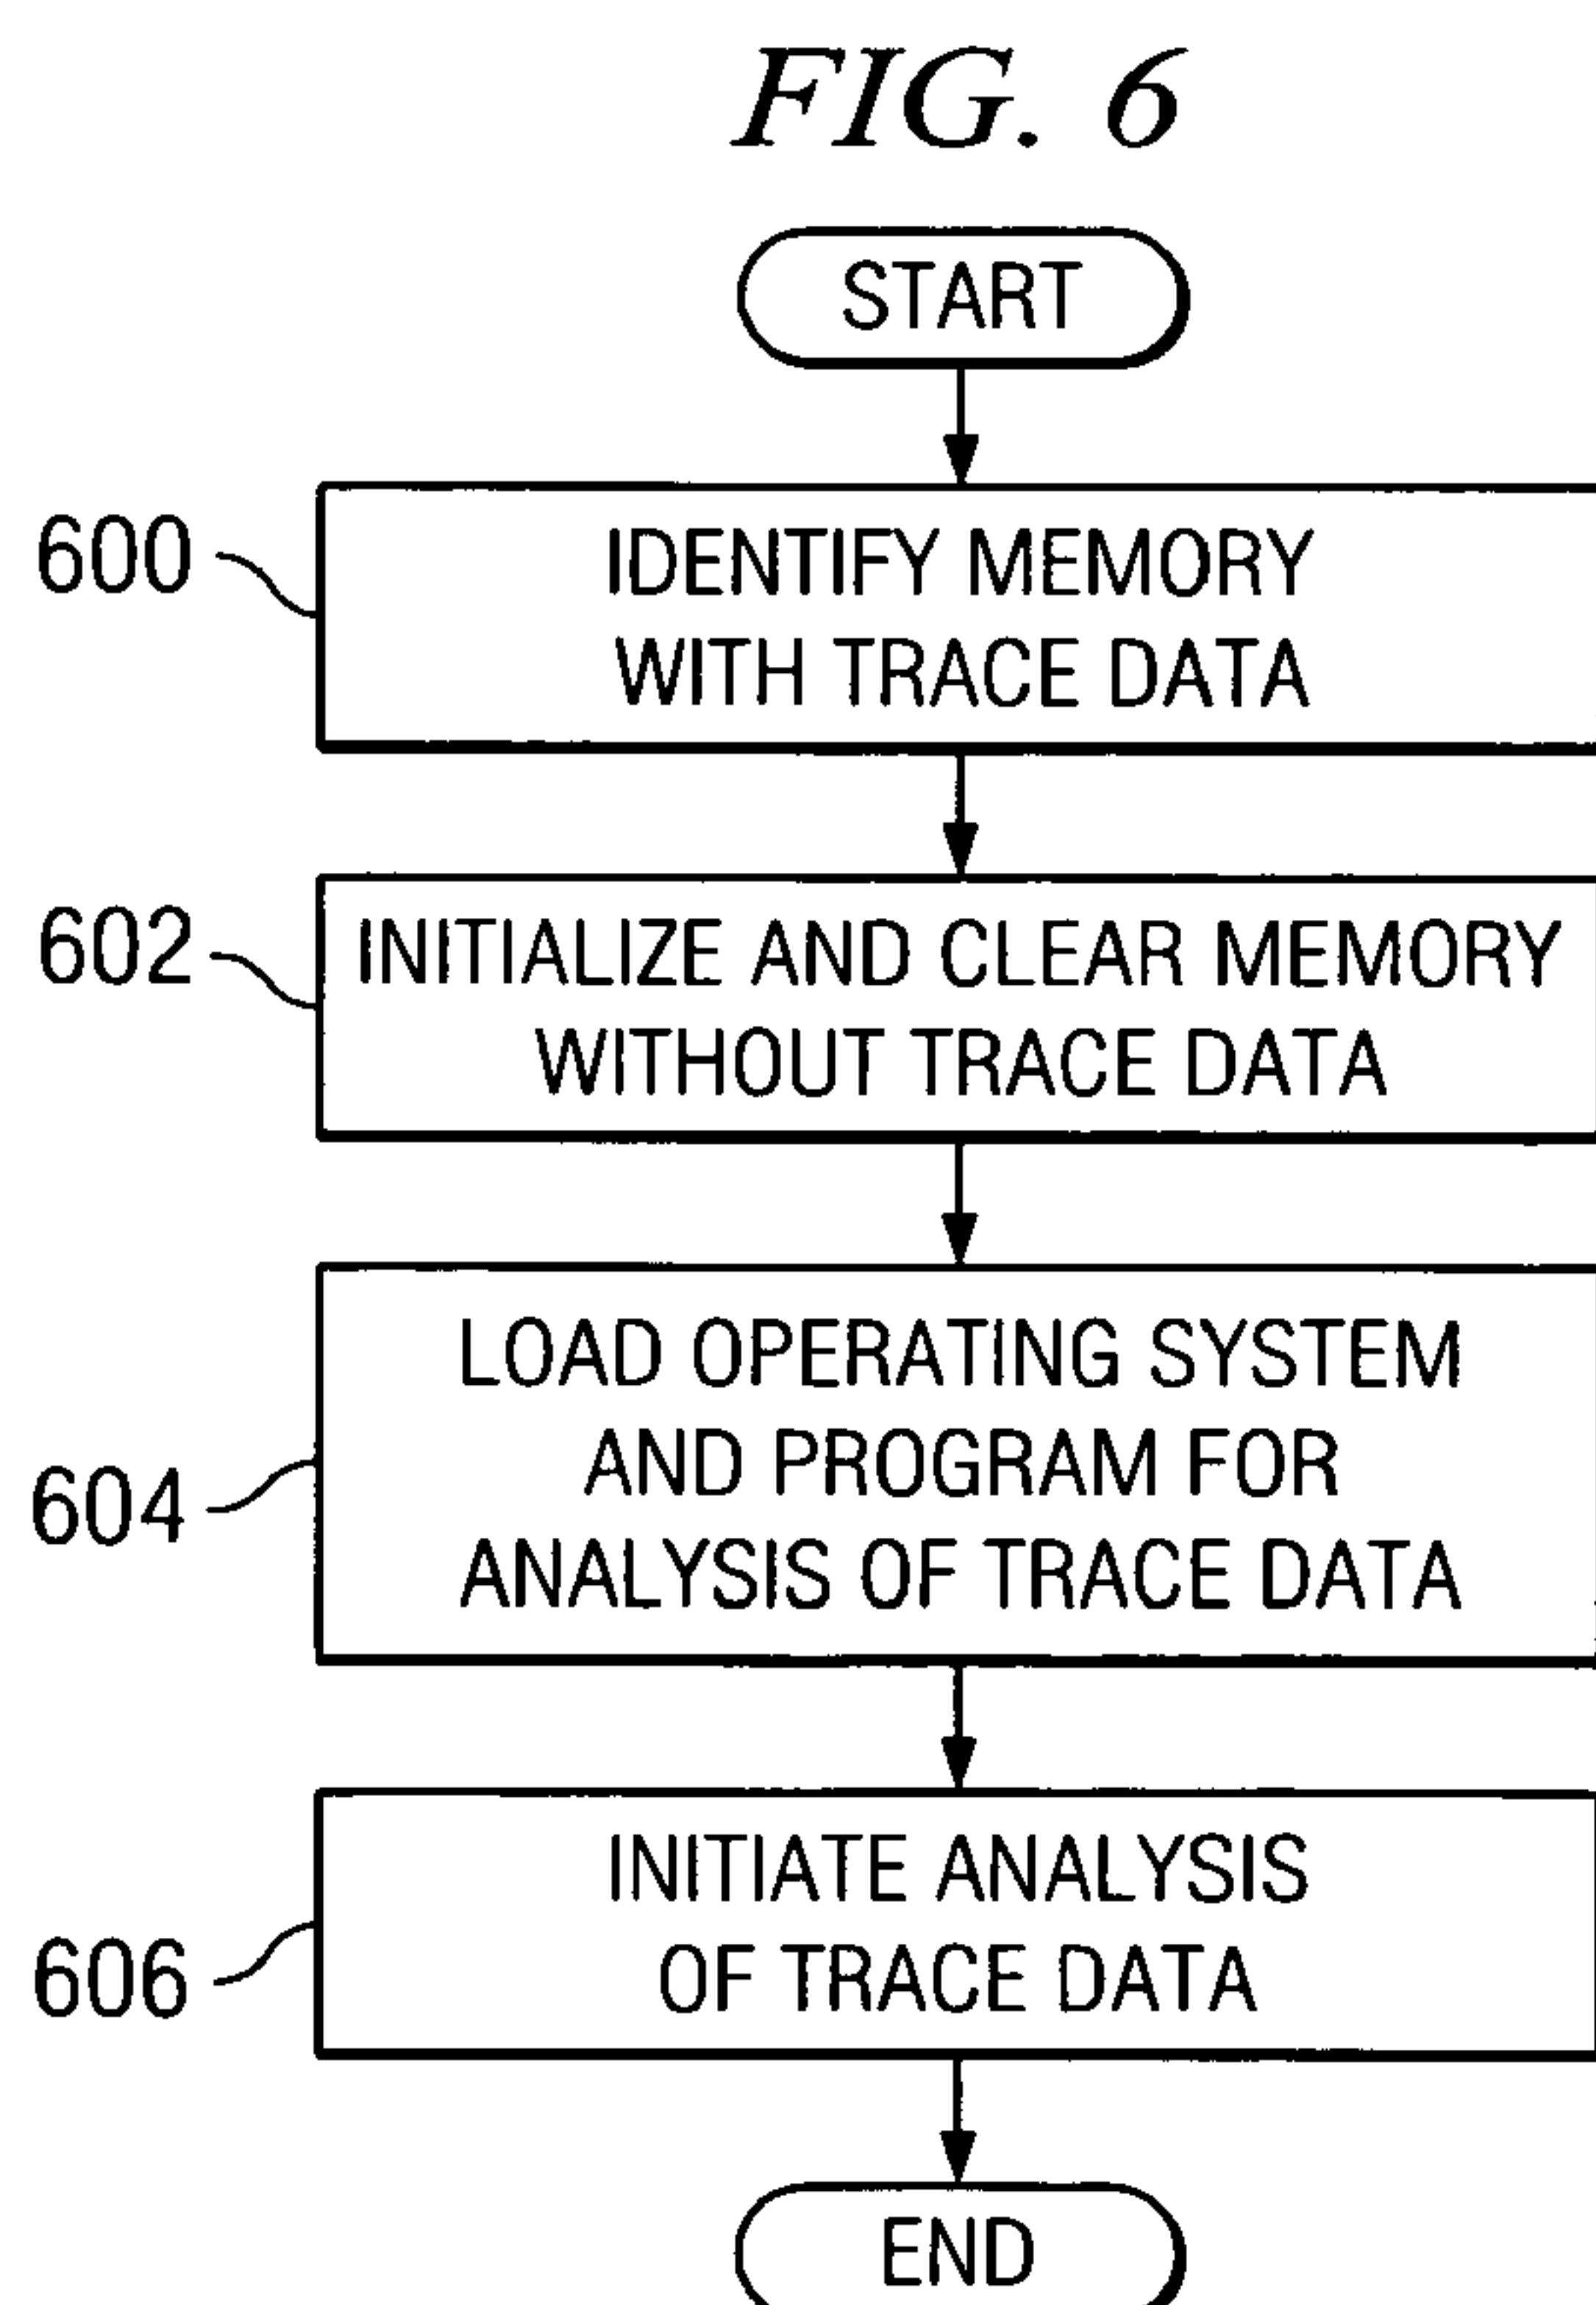 FIG. 6
START
600
IDENTIFY MEMORY
WITH TRACE DATA
602
INITIALIZE AND CLEAR MEMORY
WITHOUT TRACE DATA
604
LOAD OPERATING SYSTEM
AND PROGRAM FOR
ANALYSIS OF TRACE DATA
606
INITIATE ANALYSIS
OF TRACE DATA
END